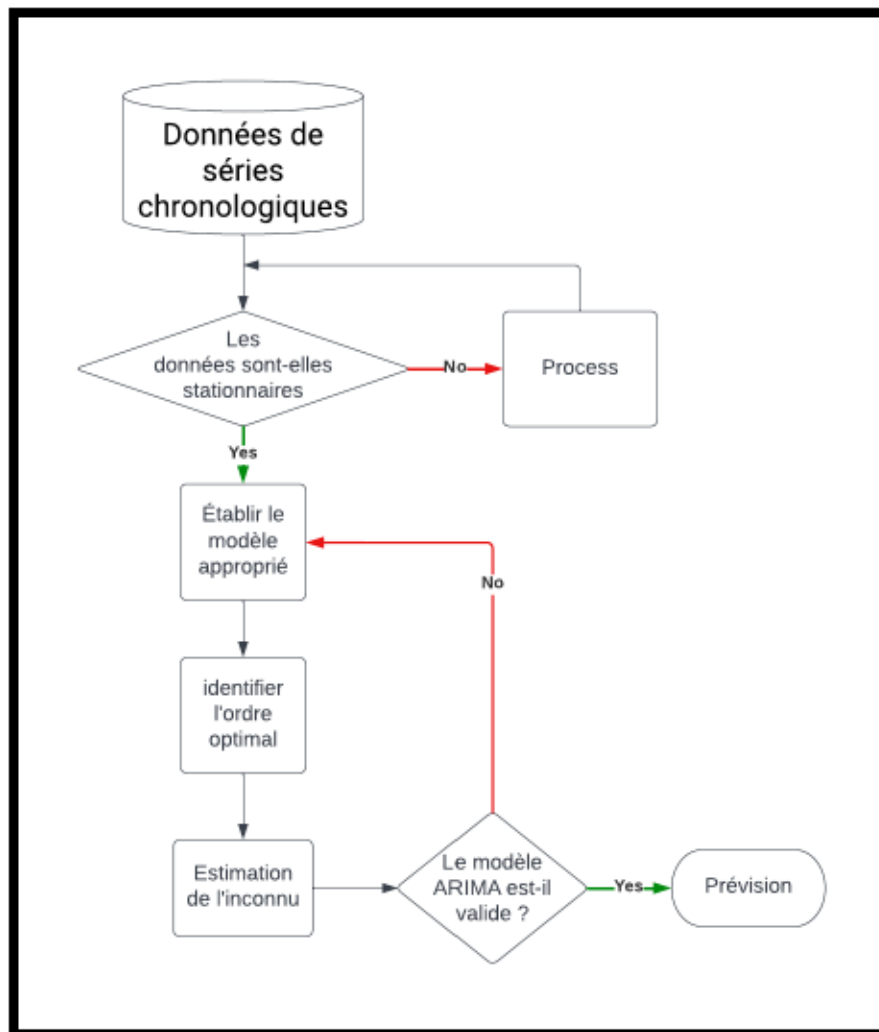 Données de
séries
chronologiques
Les
données sont-elles
stationnaires
No
Process
Yes
Établir le
modèle
approprié
No
identifier
l'ordre
optimal
Estimation
de l'inconnu
Le modèle
ARIMA est-il
valide ?
Yes
Prévision